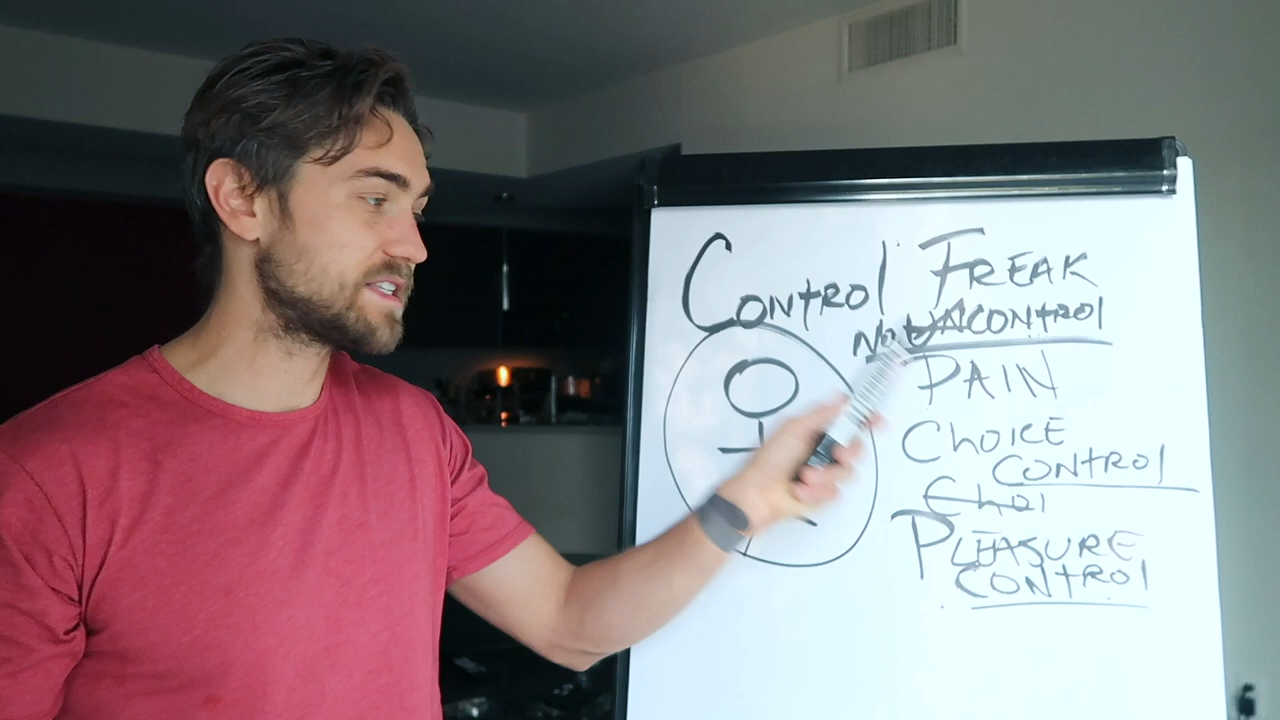 Control FREAK
No CONTROL
PAIN
ChOICE
CONtROl
Choi
PLEASURE
CONtROl